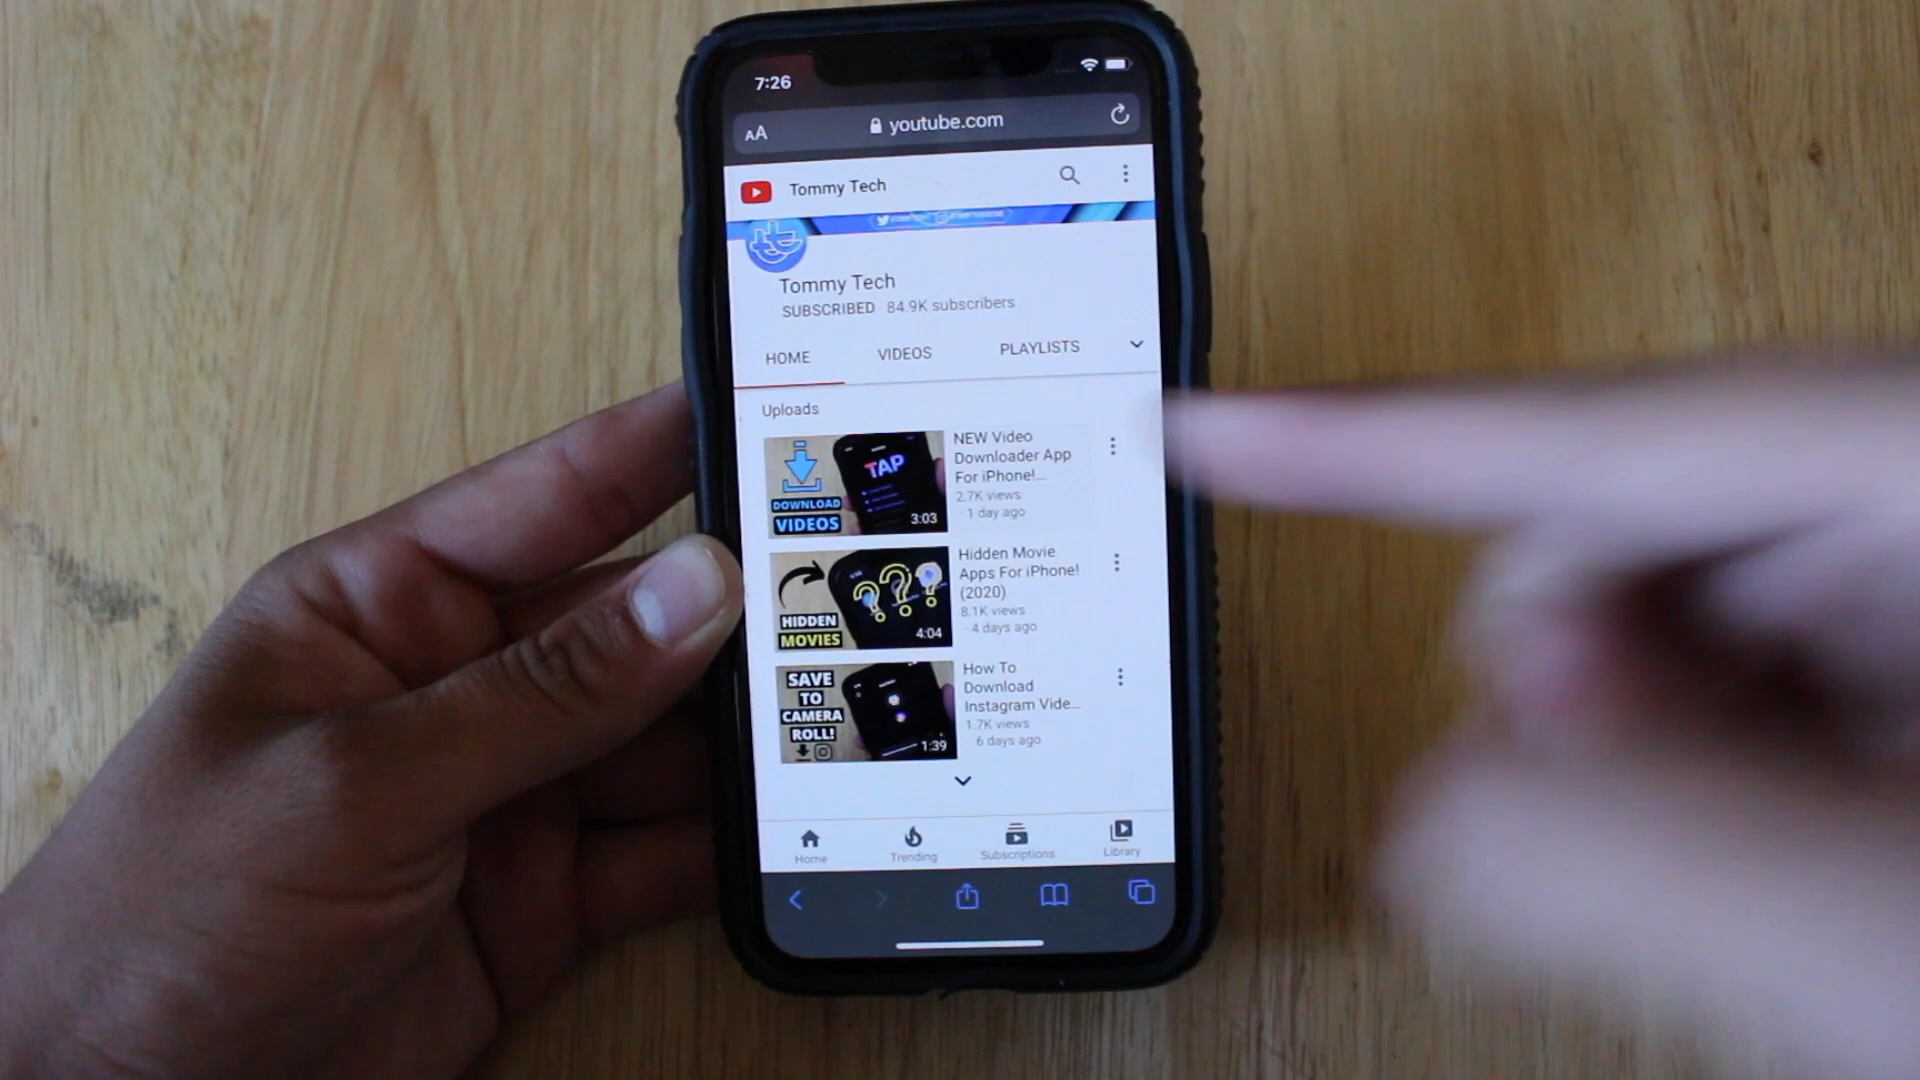 7:26
AA
youtube.com
Tommy Tech
Tommy Tech
SUBSCRIBED 84.9K subscribers
HOME VIDEOS PLAYLISTS
Uploads
TAP
DOWNLOAD
VIDEOS
3:03
NEW Video
Downloader App
For iPhone!...
2.7K views
· 1 day ago
HIDDEN
MOVIES
4:04
Hidden Movie
Apps For iPhone!
(2020)
8.1K views
· 4 days ago
SAVE
TO
CAMERA
ROLL!
1:39
How To
Download
Instagram Vide...
1.7K views
· 6 days ago
Home Trending Subscriptions Library